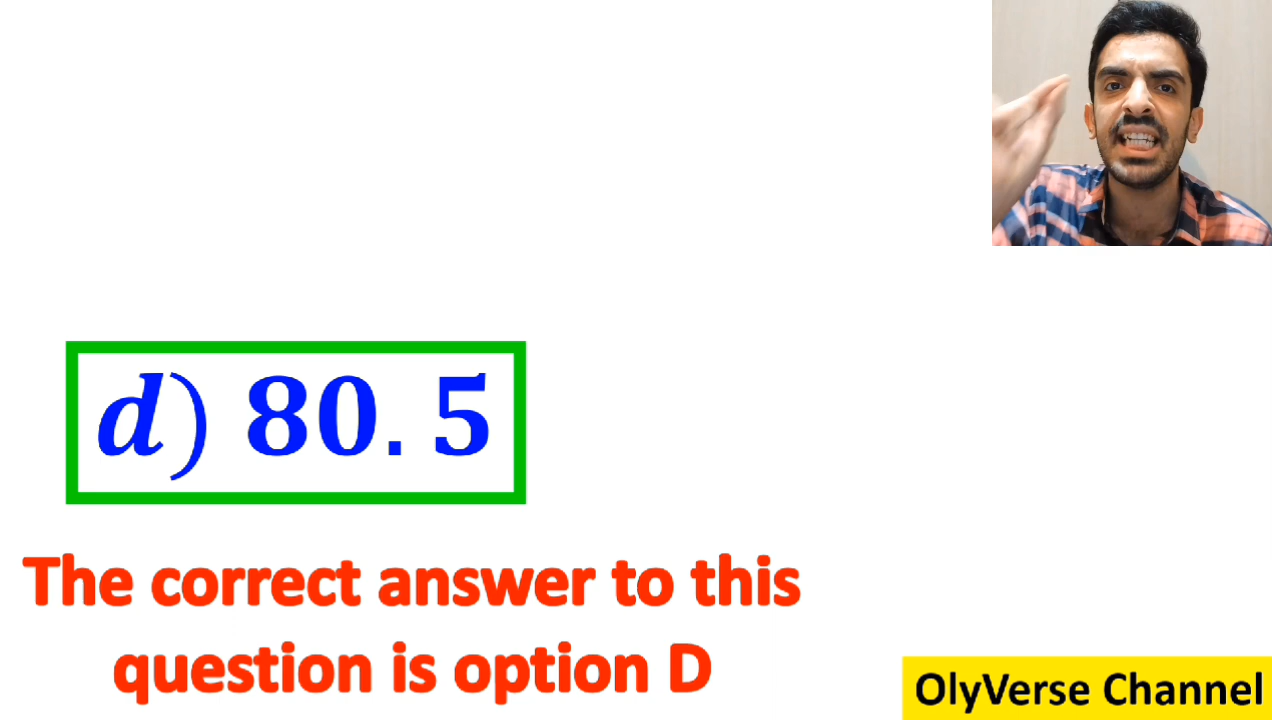 d) 80.5
The correct answer to this
question is option D
OlyVerse Channel